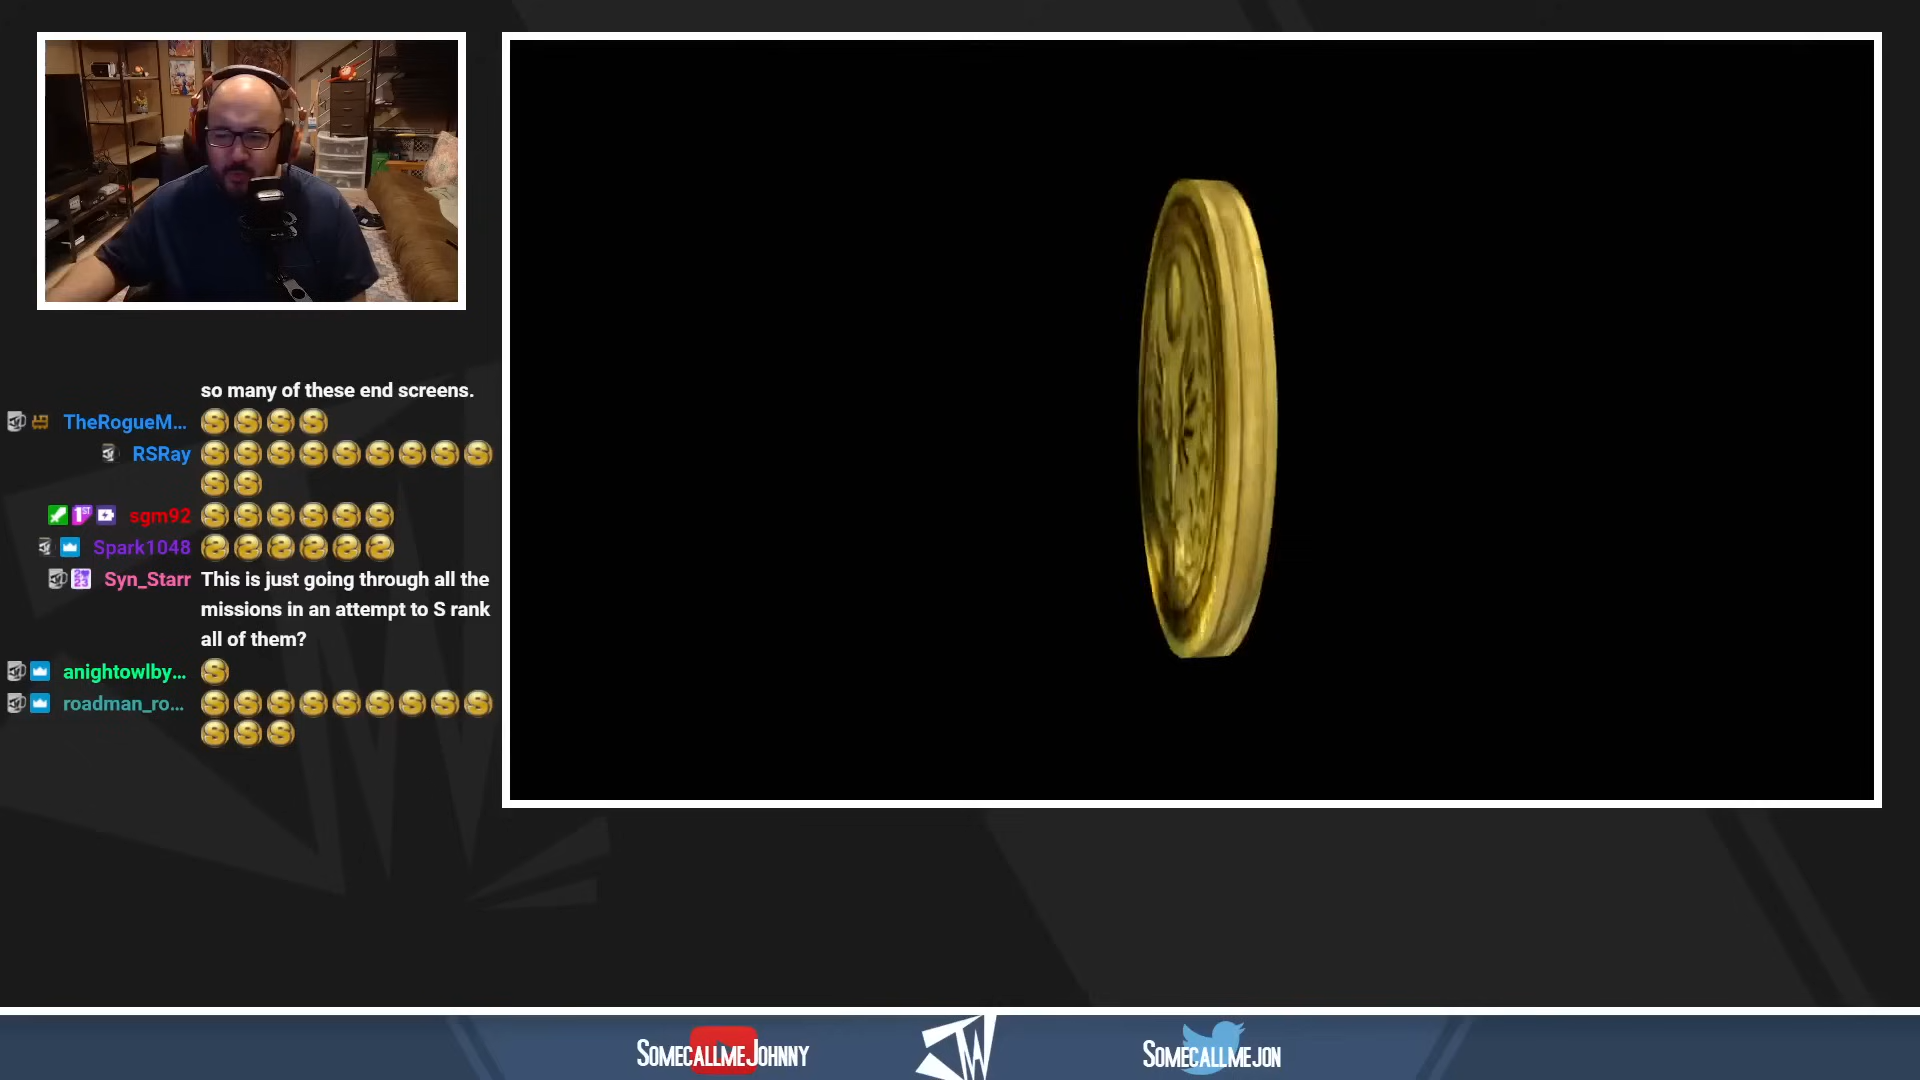 so many of these end screens.
TheRogueM...
RSRay
sgm92
Spark1048
Syn_Starr This is just going through all the
missions in an attempt to S rank
all of them?
anightowlby...
roadman_ro...
SOMECALLMEJOHNNY
SOMECALLMEJON